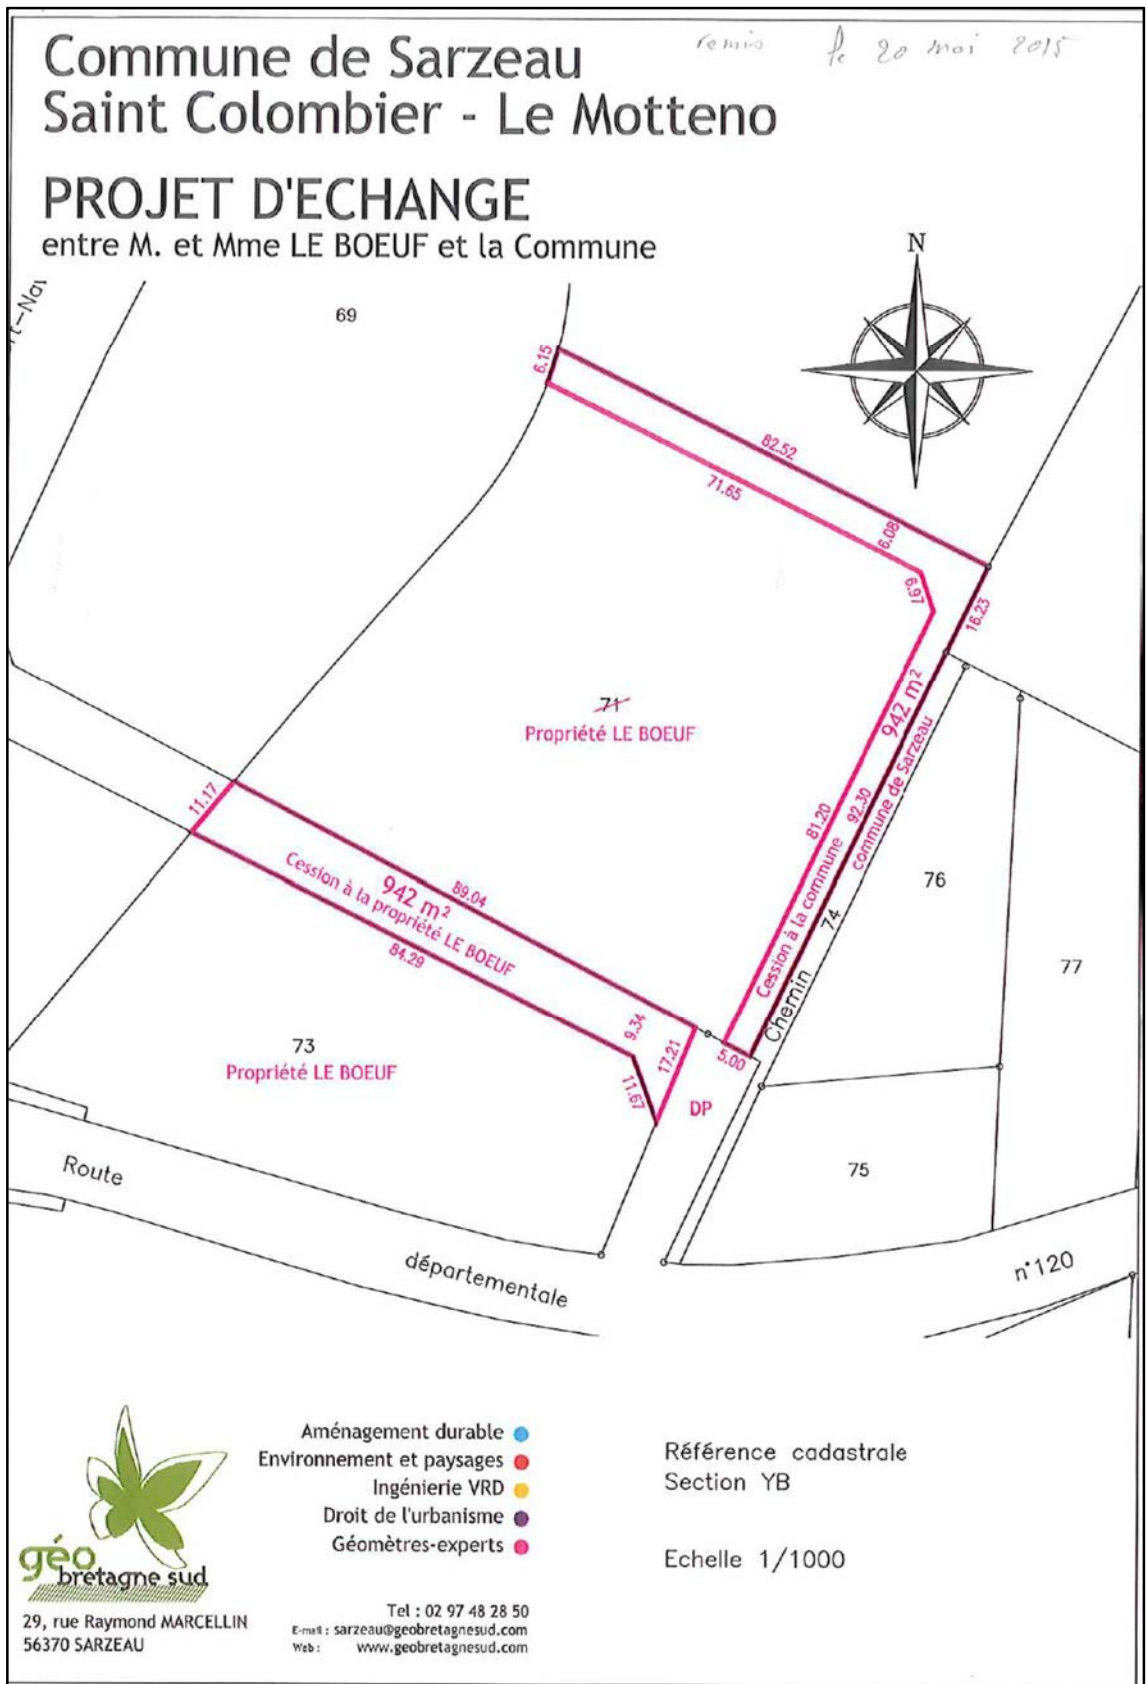 remis le 20 mai 2015
Commune de Sarzeau
Saint Colombier - Le Motteno
PROJET D'ECHANGE
entre M. et Mme LE BOEUF et la Commune
N
69
6.15
82.52
71.65
6.08
6.97
16.23
71
Propriété LE BOEUF
942 m²
Cession à la commune
commune de Sarzeau
81.20
92.30
11.17
89.04
942 m²
Cession à la propriété LE BOEUF
84.29
76
77
Chemin 74
9.34
17.21
11.67
5.00
DP
73
Propriété LE BOEUF
75
Route
départementale
n°120
Aménagement durable
Environnement et paysages
Ingénierie VRD
Droit de l'urbanisme
Géomètres-experts
Référence cadastrale
Section YB
Echelle 1/1000
géo
bretagne sud
29, rue Raymond MARCELLIN
56370 SARZEAU
Tel : 02 97 48 28 50
E-mail : sarzeau@geobretagnesud.com
Web : www.geobretagnesud.com